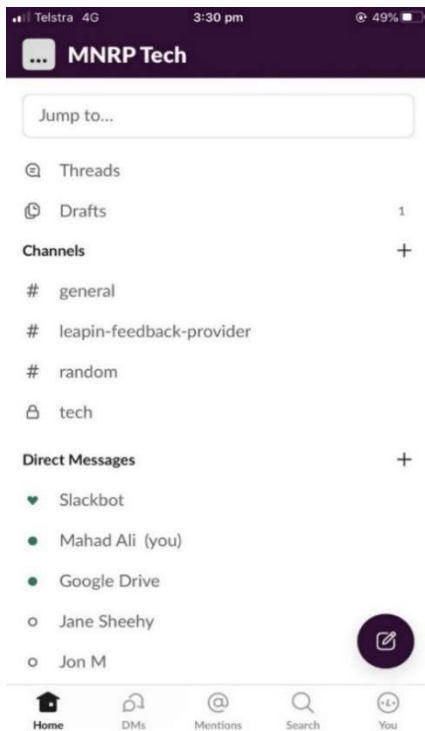 Telstra 4G 3:30 pm 49%
... MNRP Tech
Jump to...
Threads
Drafts 1
Channels +
# general
# leapin-feedback-provider
# random
tech
Direct Messages +
Slackbot
Mahad Ali (you)
Google Drive
Jane Sheehy
Jon M
Home DMs Mentions Search You